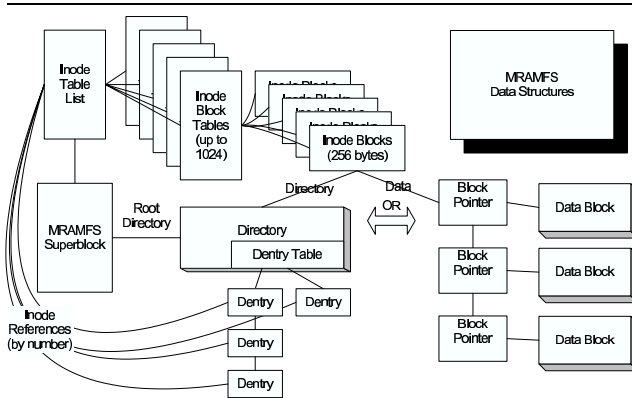 Inode
Table
List
Inode
Block
Tables
(up to
1024)
Inode Blocks
Inode Blocks
(256 bytes)
MRAMFS
Data Structures
Directory
Data
OR
MRAMFS
Superblock
Root
Directory
Directory
Dentry Table
Block
Pointer
Data Block
Block
Pointer
Data Block
Block
Pointer
Data Block
Dentry
Dentry
Dentry
Dentry
Inode
References
(by number)